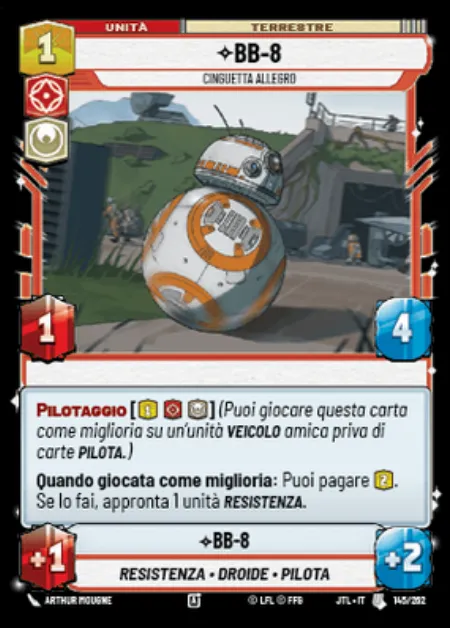 UNITÀ
TERRESTRE
1
BB-8
CINGUETTA ALLEGRO
1
4
PILOTAGGIO [1] (Puoi giocare questa carta
come miglioria su un'unità VEICOLO amica priva di
carte PILOTA.)
Quando giocata come miglioria: Puoi pagare 2.
Se lo fai, appronta 1 unità RESISTENZA.
+1
BB-8
+2
RESISTENZA • DROIDE • PILOTA
ARTHUR MOUGNE
A
© LFL © FFG
JTL • IT
145/262